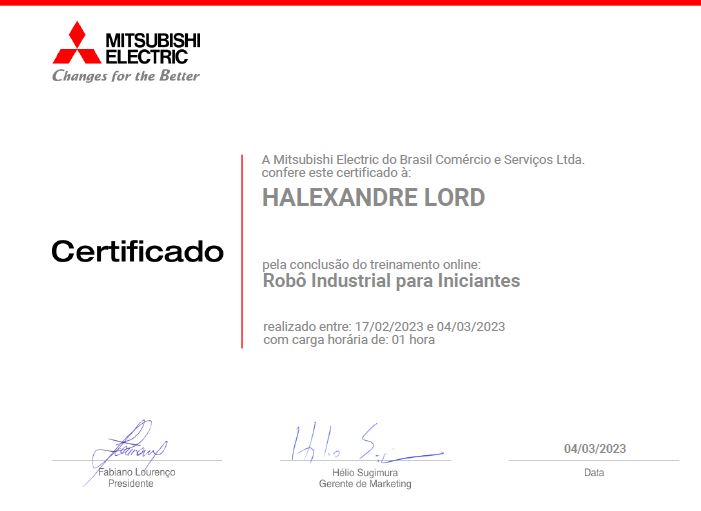 MITSUBISHI
ELECTRIC
Changes for the Better
A Mitsubishi Electric do Brasil Comércio e Serviços Ltda.
confere este certificado à:
HALEXANDRE LORD
Certificado
pela conclusão do treinamento online:
Robô Industrial para Iniciantes
realizado entre: 17/02/2023 e 04/03/2023
com carga horária de: 01 hora
Hélio S.
04/03/2023
Fabiano Lourenço
Presidente
Hélio Sugimura
Gerente de Marketing
Data